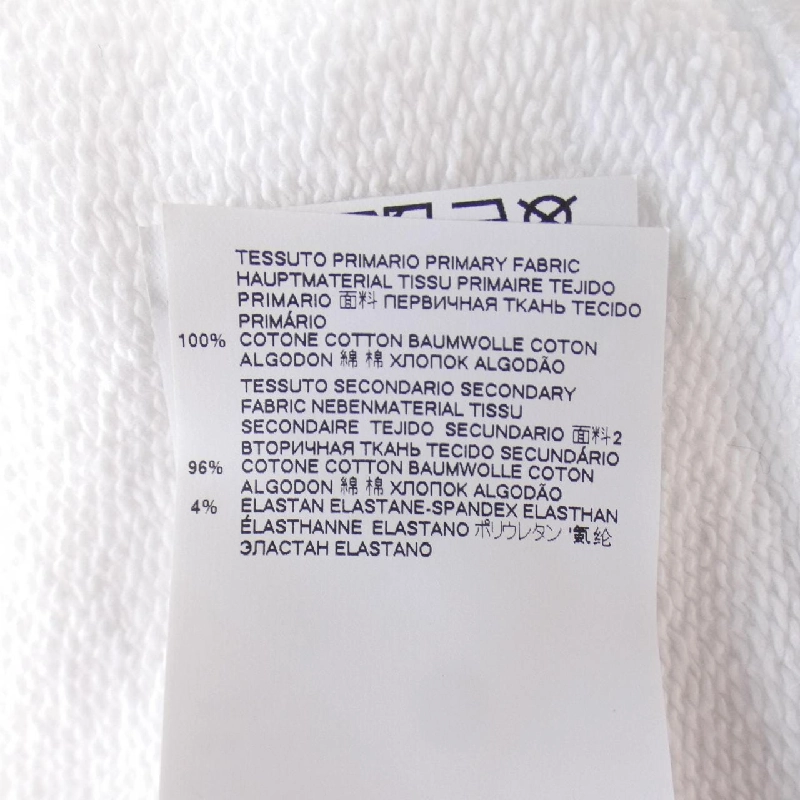 TESSUTO PRIMARIO PRIMARY FABRIC
HAUPTMATERIAL TISSU PRIMAIRE TEJIDO
PRIMARIO 面料 ПЕРВИЧНАЯ ТКАНЬ TECIDO
PRIMÁRIO
100% COTONE COTTON BAUMWOLLE COTON
ALGODON 綿 棉 ХЛОПОК ALGODÃO
TESSUTO SECONDARIO SECONDARY
FABRIC NEBENMATERIAL TISSU
SECONDAIRE TEJIDO SECUNDARIO 面料2
ВТОРИЧНАЯ ТКАНЬ TECIDO SECUNDÁRIO
96% COTONE COTTON BAUMWOLLE COTON
ALGODON 綿 棉 ХЛОПОК ALGODÃO
4% ELASTAN ELASTANE-SPANDEX ELASTHAN
ÉLASTHANNE ELASTANO ポリウレタン '氨纶
ЭЛАСТАН ELASTANO